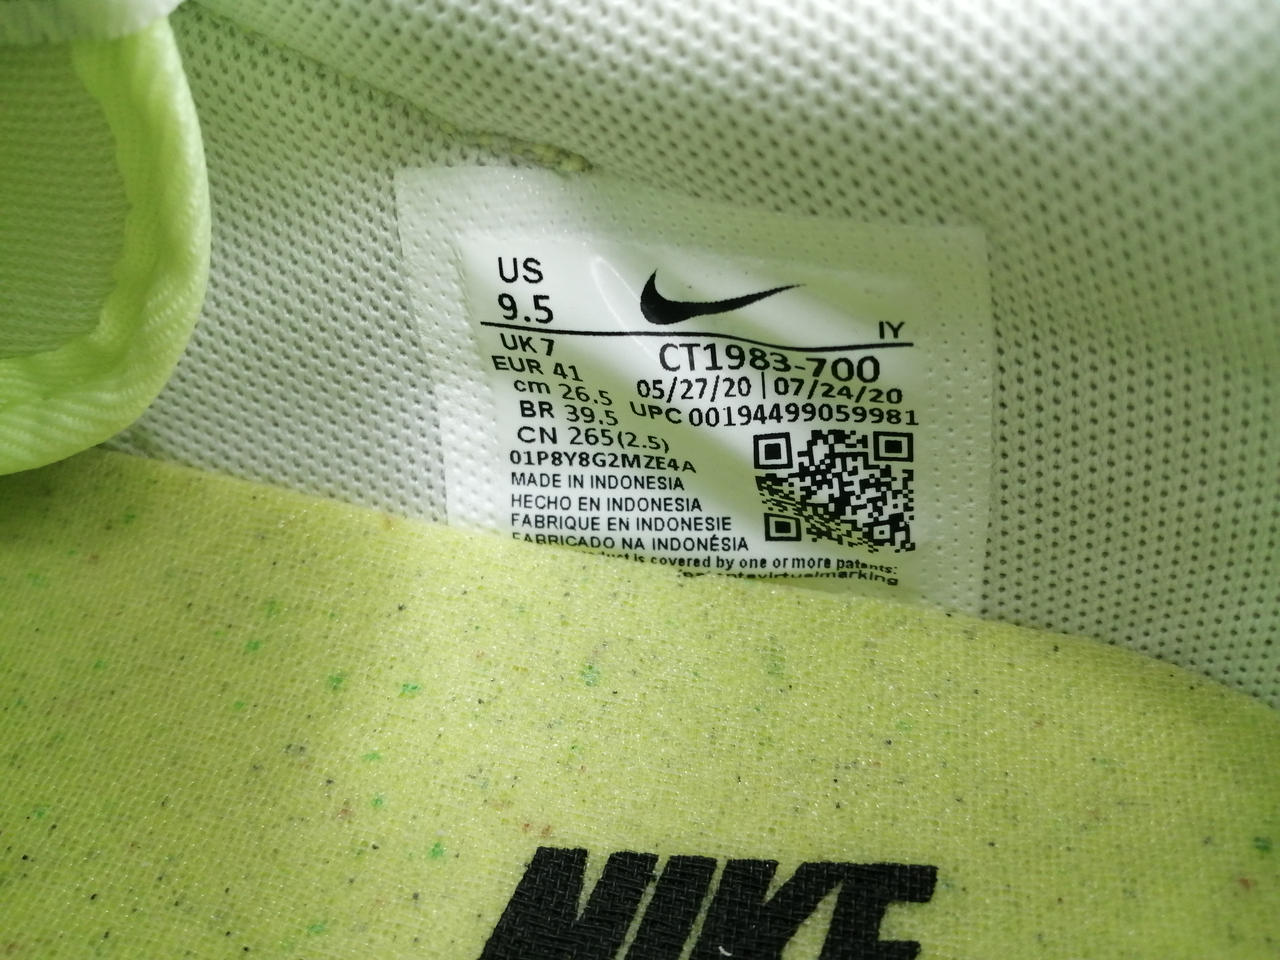 US
9.5
IY
UK 7
CT1983-700
EUR 41
05/27/20 | 07/24/20
cm 26.5
UPC 00194499059981
BR 39.5
CN 265(2.5)
01P8Y8G2MZE4A
MADE IN INDONESIA
HECHO EN INDONESIA
FABRIQUE EN INDONESIE
FABRICADO NA INDONÉSIA
is covered by one or more patents:
NIKE